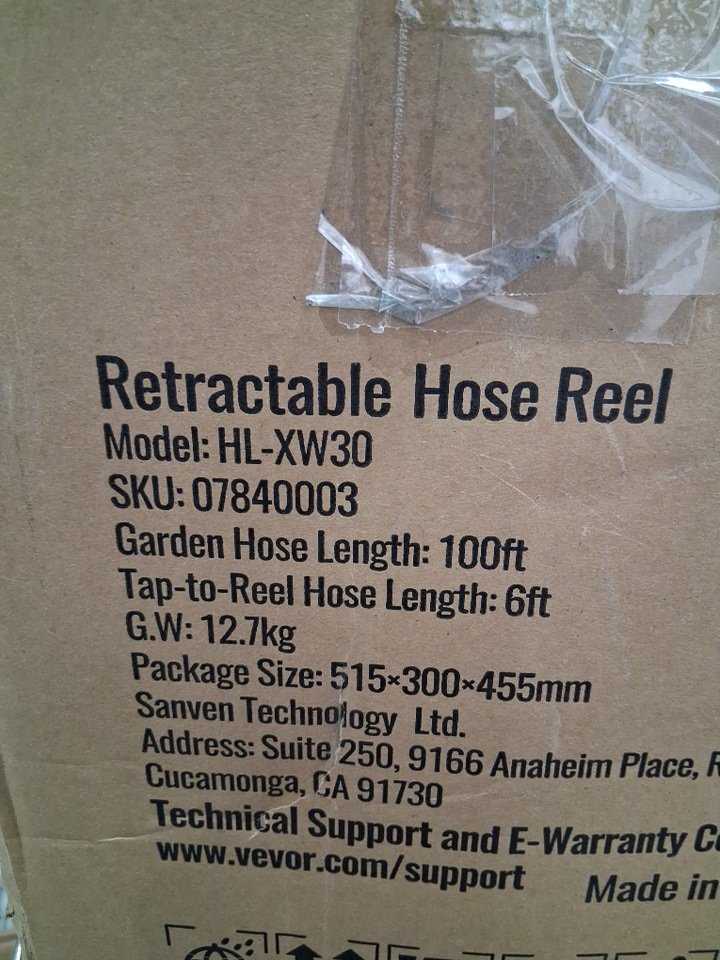 Retractable Hose Reel
Model: HL-XW30
SKU: 07840003
Garden Hose Length: 100ft
Tap-to-Reel Hose Length: 6ft
G.W: 12.7kg
Package Size: 515×300×455mm
Sanven Technology Ltd.
Address: Suite 250, 9166 Anaheim Place,
Cucamonga, CA 91730
Technical Support and E-Warranty
www.vevor.com/support
Made in